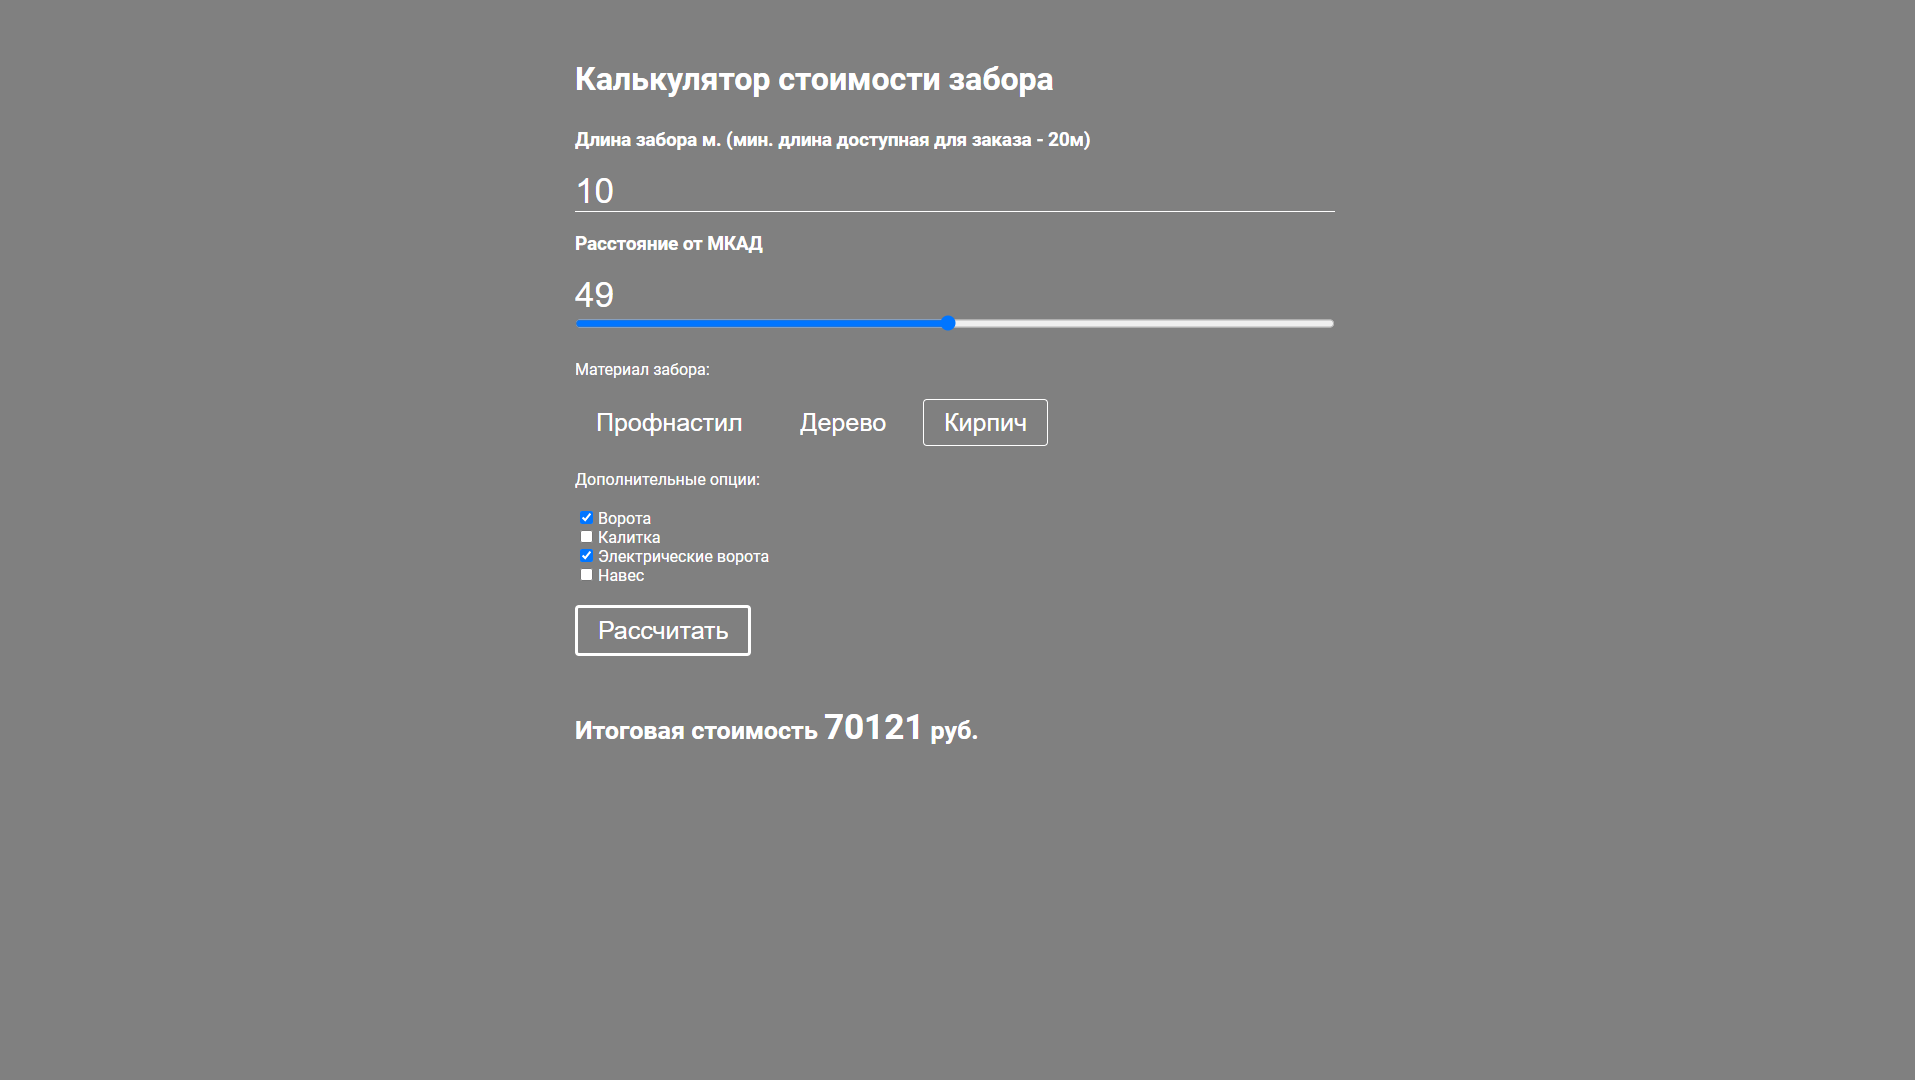 Калькулятор стоимости забора
Длина забора м. (мин. длина доступная для заказа - 20м)
10
Расстояние от МКАД
49
Материал забора:
Профнастил Дерево Кирпич
Дополнительные опции:
Ворота
Калитка
Электрические ворота
Навес
Рассчитать
Итоговая стоимость 70121 руб.